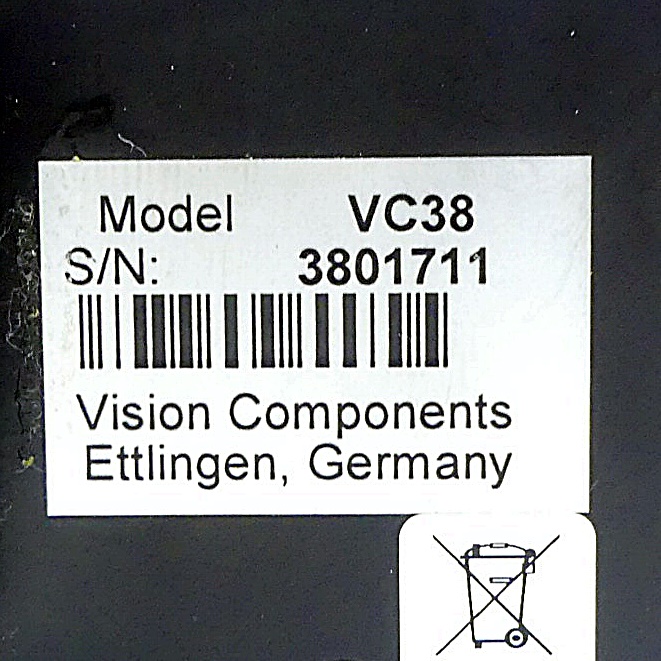 Model VC38
S/N: 3801711
Vision Components
Ettlingen, Germany